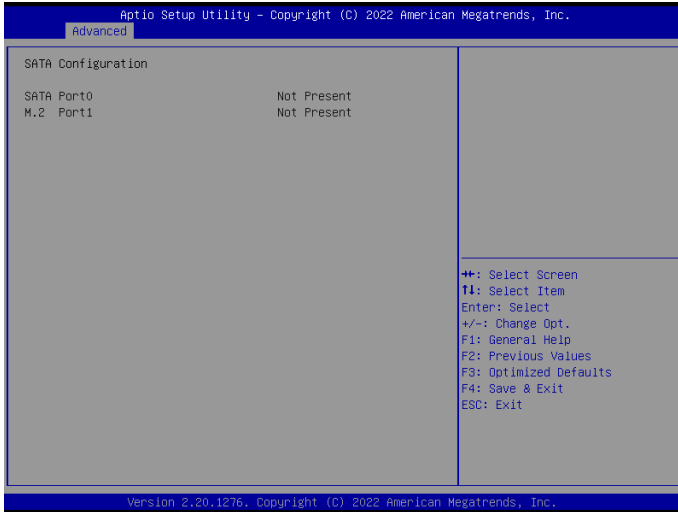 Aptio Setup Utility – Copyright (C) 2022 American Megatrends, Inc.
Advanced
SATA Configuration
SATA Port0 Not Present
M.2 Port1 Not Present
→←: Select Screen
↑↓: Select Item
Enter: Select
+/-: Change Opt.
F1: General Help
F2: Previous Values
F3: Optimized Defaults
F4: Save & Exit
ESC: Exit
Version 2.20.1276. Copyright (C) 2022 American Megatrends, Inc.